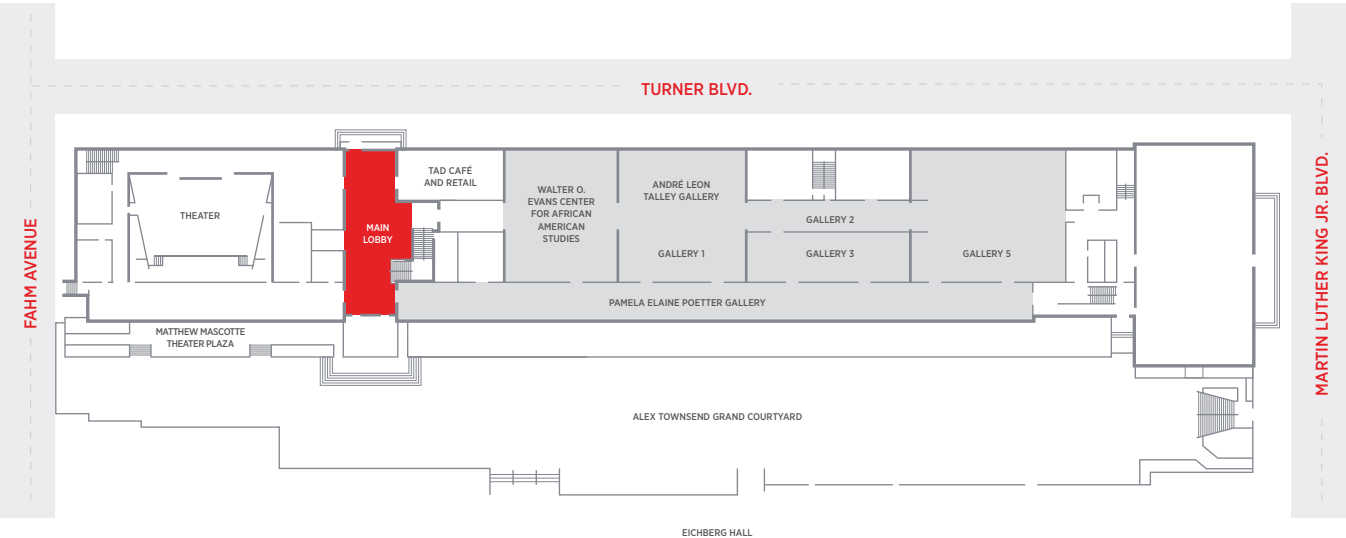 TURNER BLVD.
FAHM AVENUE
MARTIN LUTHER KING JR. BLVD.
THEATER
MAIN
LOBBY
TAD CAFÉ
AND RETAIL
WALTER O.
EVANS CENTER
FOR AFRICAN
AMERICAN
STUDIES
ANDRÉ LEON
TALLEY GALLERY
GALLERY 1
GALLERY 2
GALLERY 3
GALLERY 5
PAMELA ELAINE POETTER GALLERY
MATTHEW MASCOTTE
THEATER PLAZA
ALEX TOWNSEND GRAND COURTYARD
EICHBERG HALL